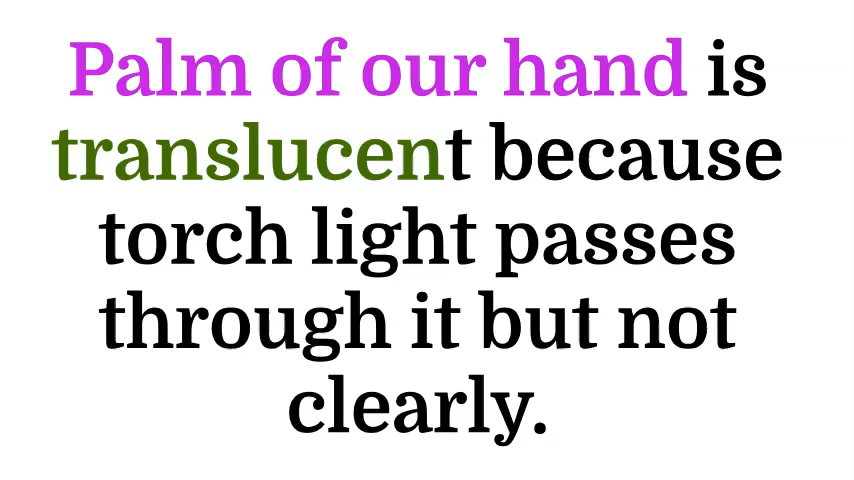 Palm of our hand is
translucent because
torch light passes
through it but not
clearly.